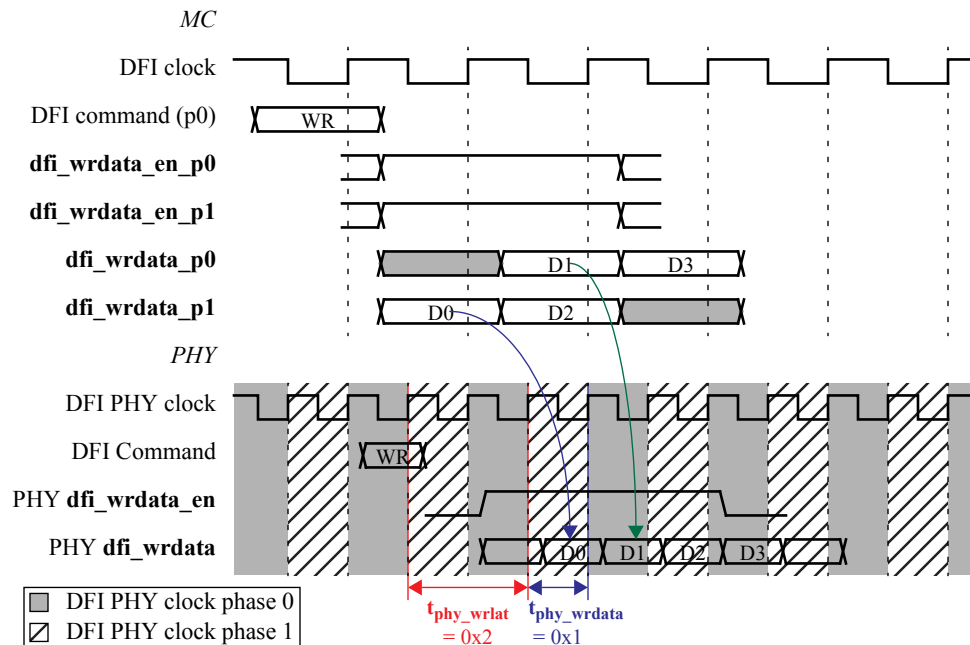 MC
DFI clock
DFI command (p0) WR
dfi_wrdata_en_p0
dfi_wrdata_en_p1
dfi_wrdata_p0 D1 D3
dfi_wrdata_p1 D0 D2
PHY
DFI PHY clock
DFI Command WR
PHY dfi_wrdata_en
PHY dfi_wrdata D0 D1 D2 D3
DFI PHY clock phase 0
DFI PHY clock phase 1
tphy_wrlat tphy_wrdata
= 0x2 = 0x1